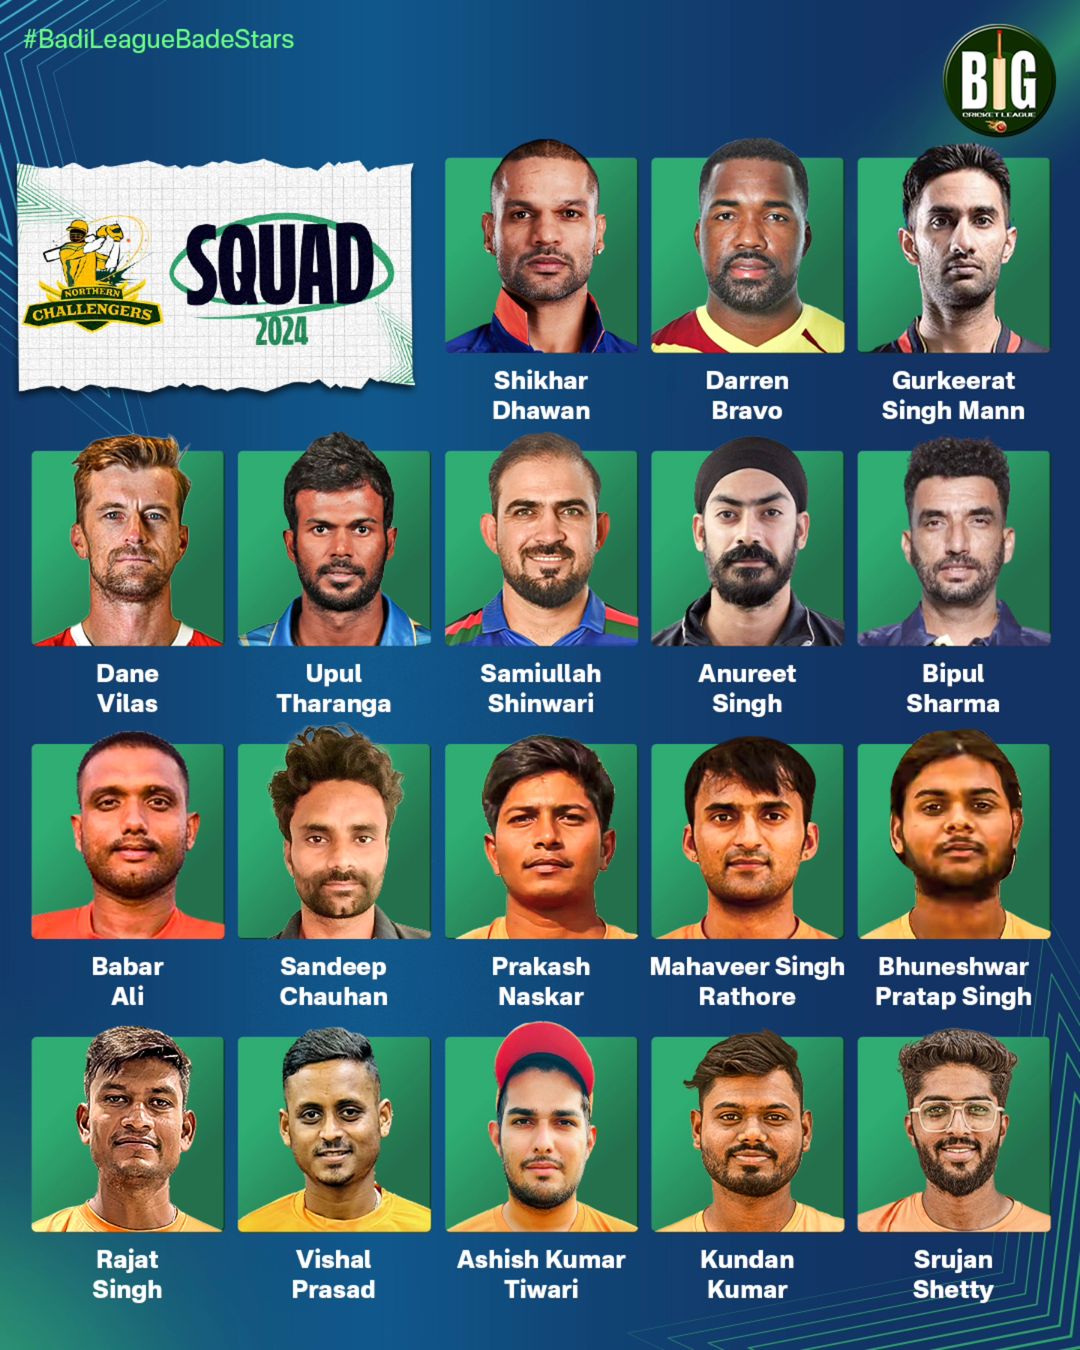 #BadiLeagueBadeStars
BIG
CRICKET LEAGUE
NORTHERN
CHALLENGERS
SQUAD
2024
Shikhar
Dhawan
Darren
Bravo
Gurkeerat
Singh Mann
Dane
Vilas
Upul
Tharanga
Samiullah
Shinwari
Anureet
Singh
Bipul
Sharma
Babar
Ali
Sandeep
Chauhan
Prakash
Naskar
Mahaveer Singh
Rathore
Bhuneshwar
Pratap Singh
Rajat
Singh
Vishal
Prasad
Ashish Kumar
Tiwari
Kundan
Kumar
Srujan
Shetty